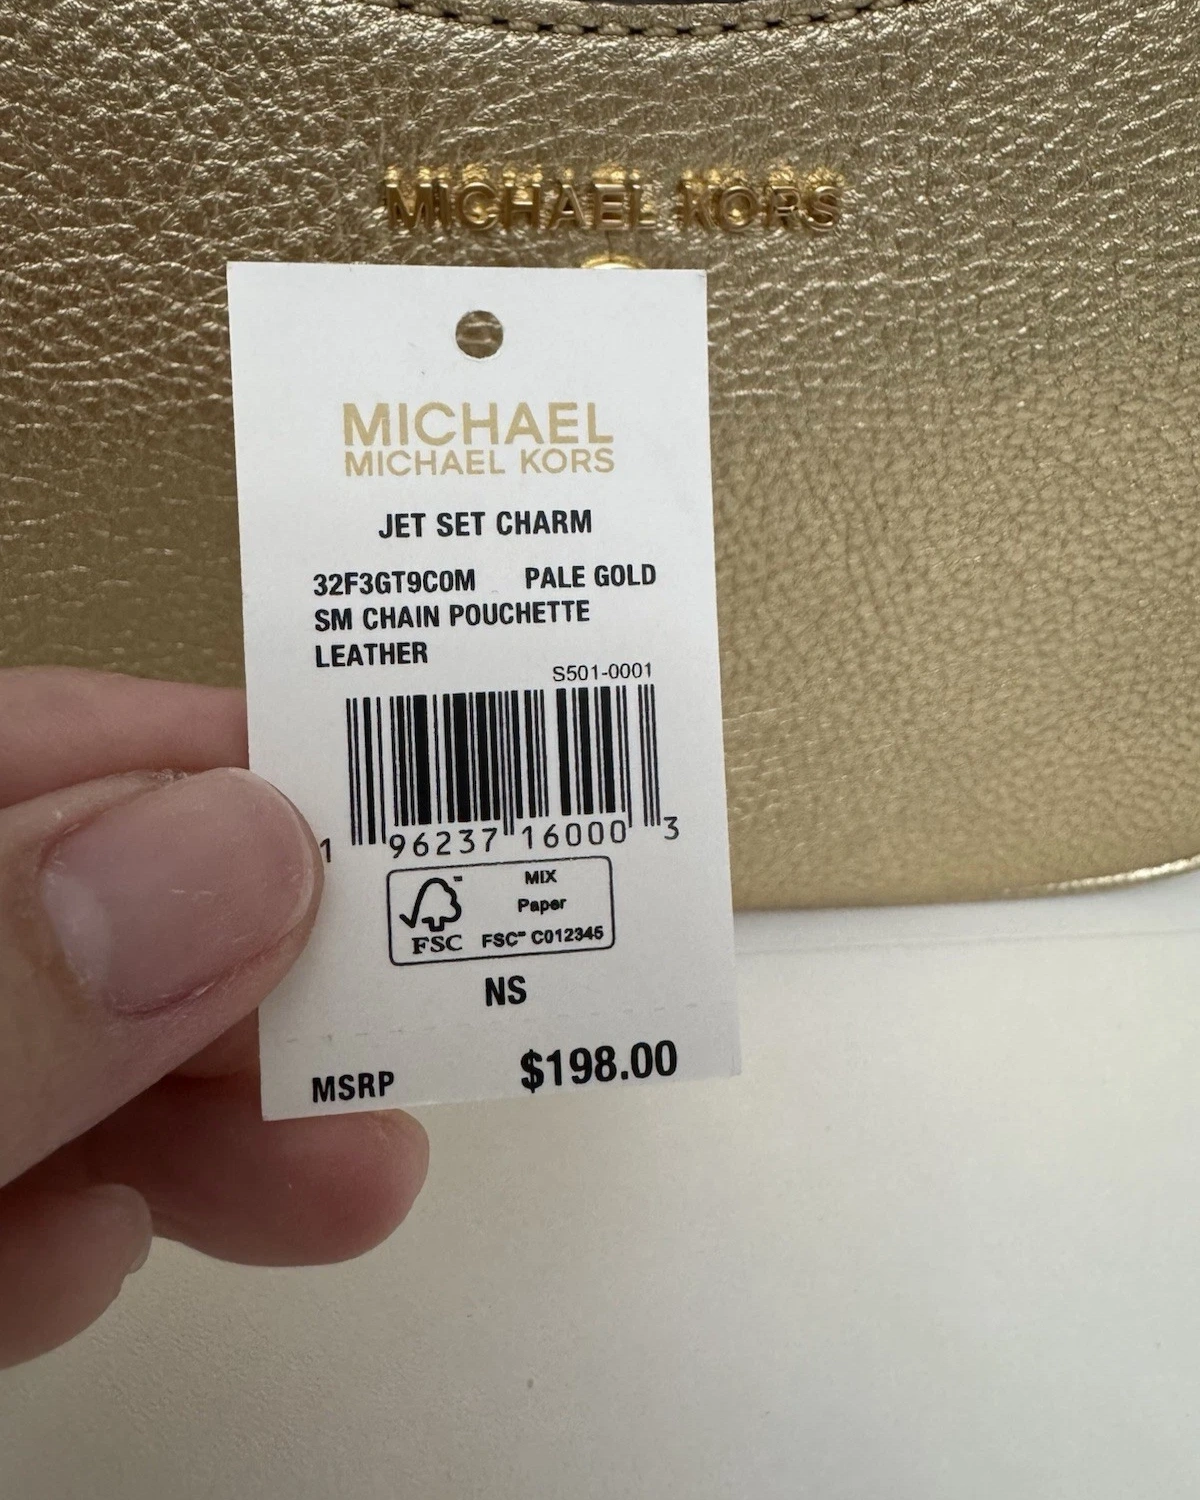 MICHAEL KORS
MICHAEL
MICHAEL KORS
JET SET CHARM
32F3GT9C0M PALE GOLD
SM CHAIN POUCHETTE
LEATHER
S501-0001
1 96237 16000 3
MIX
Paper
FSC FSC™ C012345
NS
MSRP $198.00